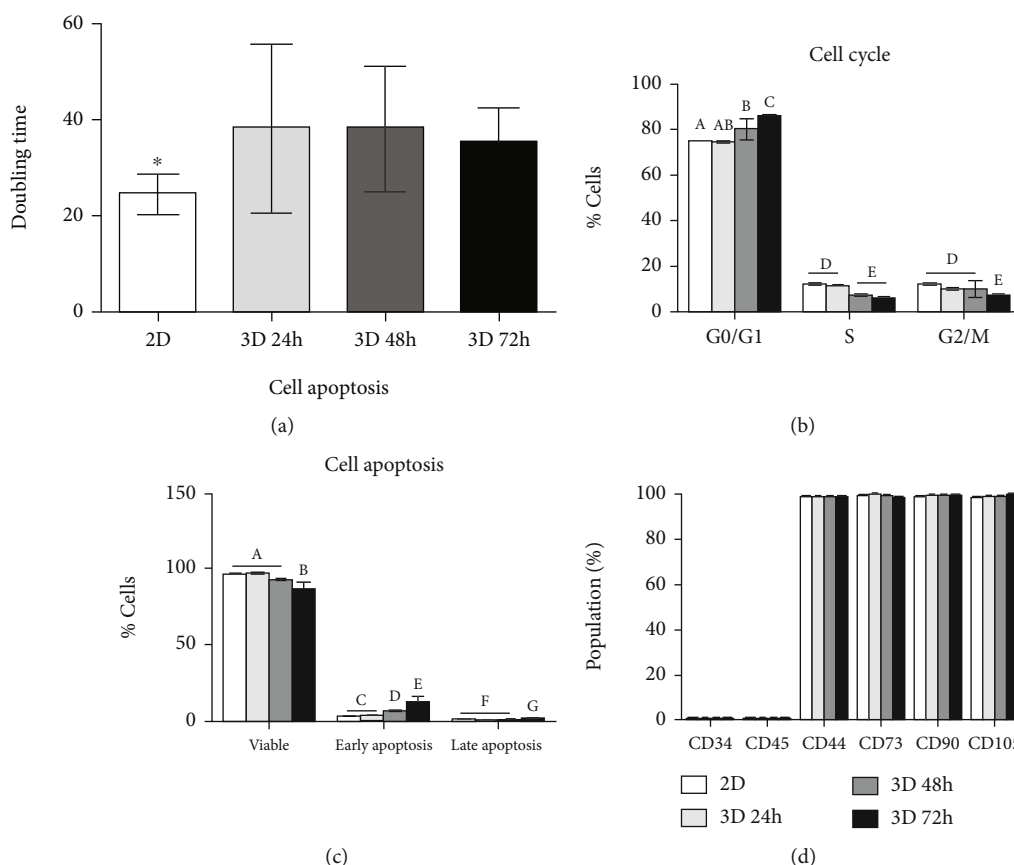 60
40
20
0
Doubling time
*
2D
3D 24h
3D 48h
3D 72h
Cell apoptosis
(a)
Cell cycle
100
80
60
40
20
0
% Cells
A
AB
B
C
D
E
D
E
G0/G1
S
G2/M
(b)
Cell apoptosis
150
100
50
0
% Cells
A
B
C
D
E
F
G
Viable
Early apoptosis
Late apoptosis
(c)
100
80
60
40
20
0
Population (%)
CD34
CD45
CD44
CD73
CD90
CD105
2D
3D 24h
3D 48h
3D 72h
(d)